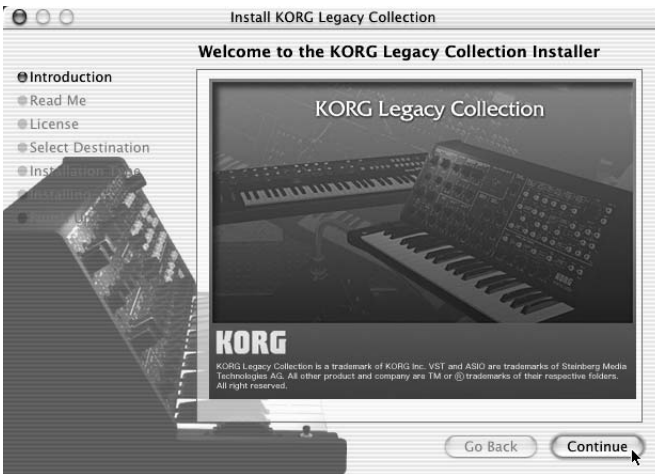 Install KORG Legacy Collection
Welcome to the KORG Legacy Collection Installer
Introduction
Read Me
License
Select Destination
Installation Type
Installing
KORG Legacy Collection
KORG
KORG Legacy Collection is a trademark of KORG Inc. VST and ASIO are trademarks of Steinberg Media
Technologies AG. All other product and company are TM or ® trademarks of their respective folders.
All right reserved.
Go Back
Continue